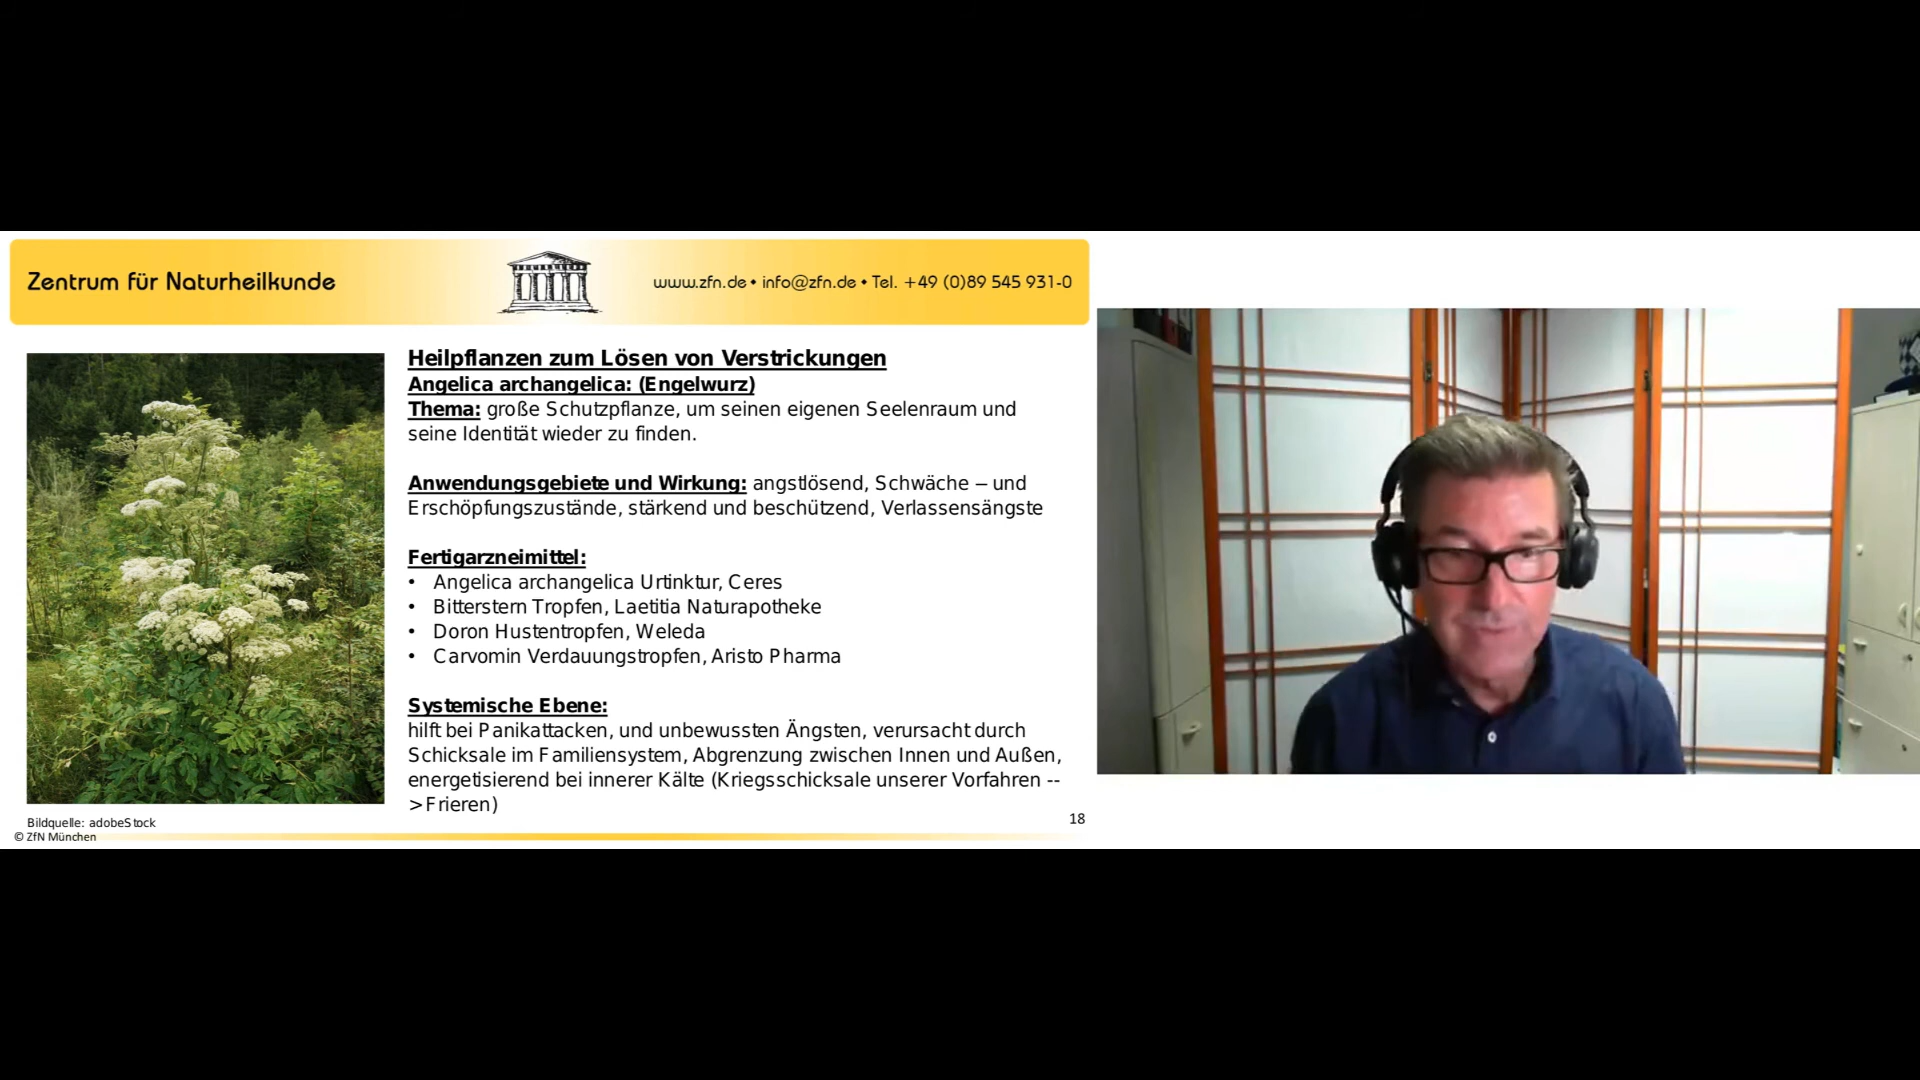 Zentrum für Naturheilkunde
www.zfn.de • info@zfn.de • Tel. +49 (0)89 545 931-0
Heilpflanzen zum Lösen von Verstrickungen
Angelica archangelica: (Engelwurz)
Thema: große Schutzpflanze, um seinen eigenen Seelenraum und
seine Identität wieder zu finden.
Anwendungsgebiete und Wirkung: angstlösend, Schwäche – und
Erschöpfungszustände, stärkend und beschützend, Verlassensängste
Fertigarzneimittel:
• Angelica archangelica Urtinktur, Ceres
• Bitterstern Tropfen, Laetitia Naturapotheke
• Doron Hustentropfen, Weleda
• Carvomin Verdauungstropfen, Aristo Pharma
Systemische Ebene:
hilft bei Panikattacken, und unbewussten Ängsten, verursacht durch
Schicksale im Familiensystem, Abgrenzung zwischen Innen und Außen,
energetisierend bei innerer Kälte (Kriegsschicksale unserer Vorfahren --
> Frieren)
Bildquelle: adobeStock
18
© ZfN München